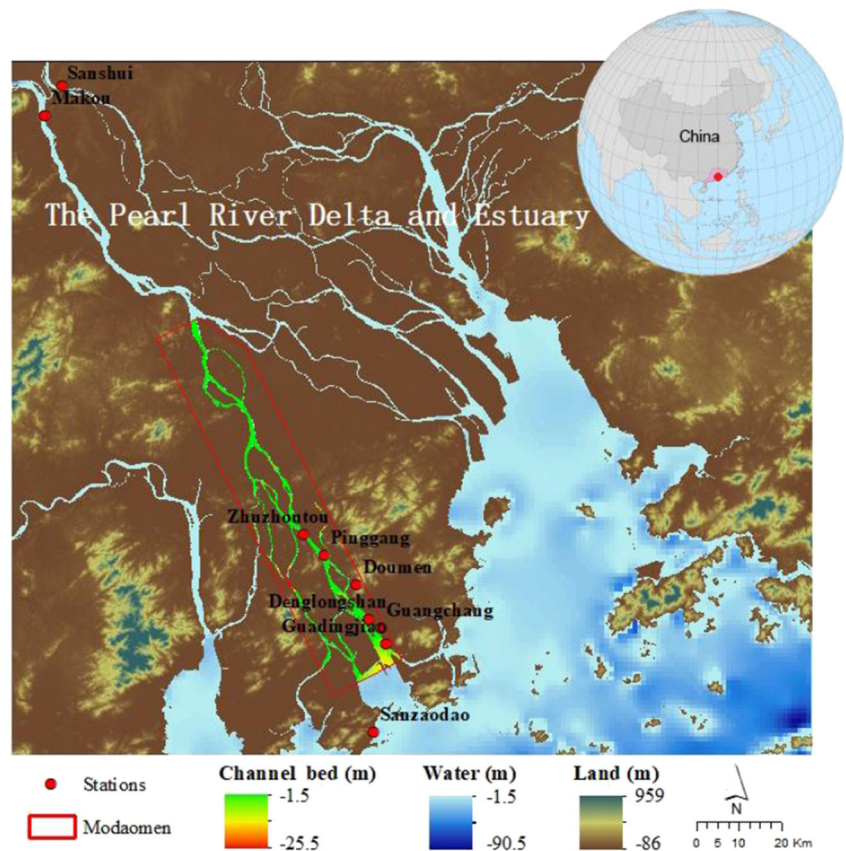 Sanshui
Makou
China
The Pearl River Delta and Estuary
Zhuzhontou
Pinggang
Doumen
Denglongshan
Guangchang
Guadingjiao
Sanzaodao
Stations
Modaomen
Channel bed (m)
-1.5
-25.5
Water (m)
-1.5
-90.5
Land (m)
959
-86
N
0 5 10 20 Km